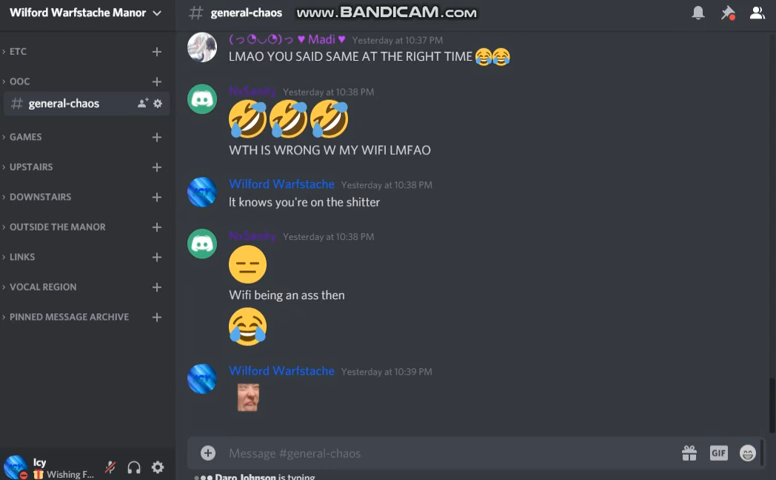 Wilford Warfstache Manor
# general-chaos
www.BANDICAM.com
ETC
OOC
# general-chaos
GAMES
UPSTAIRS
DOWNSTAIRS
OUTSIDE THE MANOR
LINKS
VOCAL REGION
PINNED MESSAGE ARCHIVE
Icy
Wishing F...
(っ◔◡◔)っ ♥ Madi ♥ Yesterday at 10:37 PM
LMAO YOU SAID SAME AT THE RIGHT TIME 😂😂
Yesterday at 10:38 PM
🤣🤣🤣
WTH IS WRONG W MY WIFI LMFAO
Wilford Warfstache Yesterday at 10:38 PM
It knows you're on the shitter
Yesterday at 10:38 PM
😑
Wifi being an ass then
😂
Wilford Warfstache Yesterday at 10:39 PM
Message #general-chaos
GIF
Daro Johnson is typing